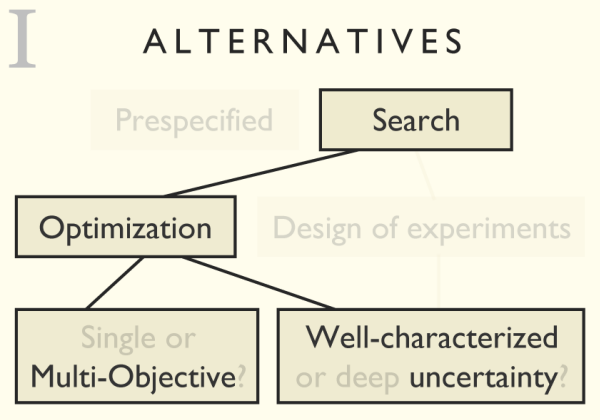 I
ALTERNATIVES
Prespecified
Search
Optimization
Design of experiments
Single or
Multi-Objective?
Well-characterized
or deep uncertainty?